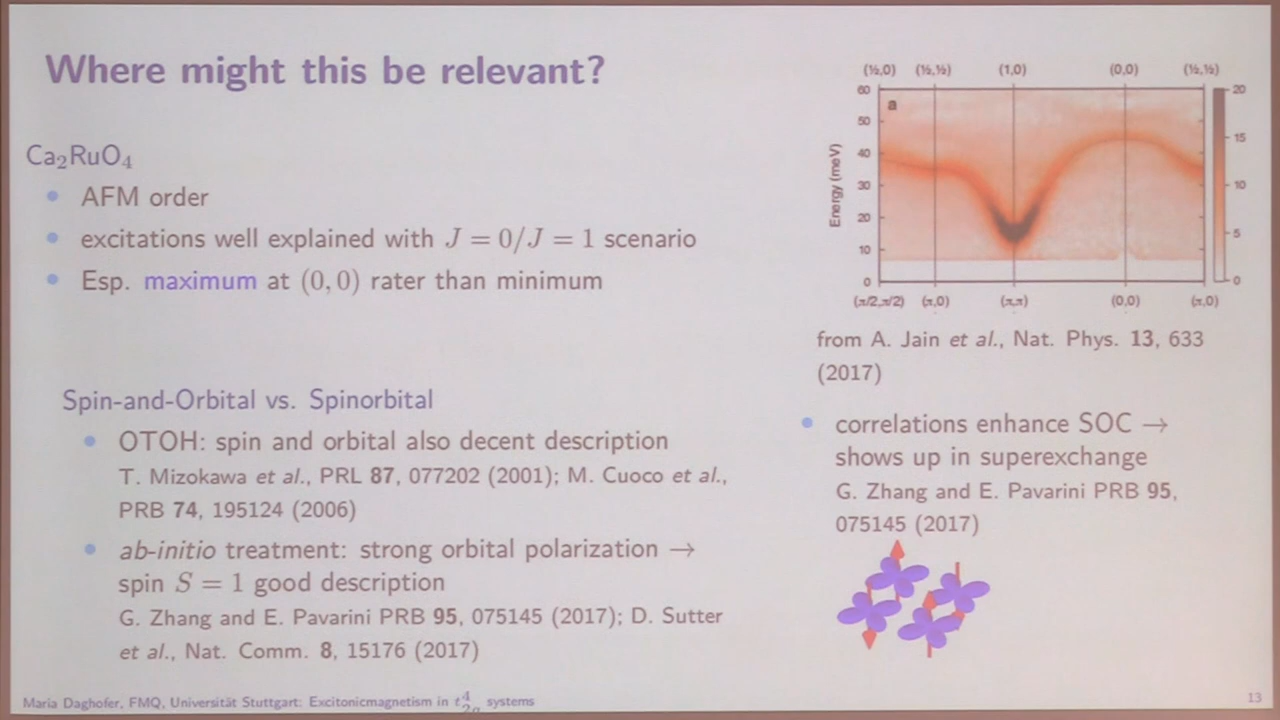 Where might this be relevant?
Ca₂RuO₄
• AFM order
• excitations well explained with J = 0/J = 1 scenario
• Esp. maximum at (0, 0) rater than minimum
Spin-and-Orbital vs. Spinorbital
• OTOH: spin and orbital also decent description
T. Mizokawa et al., PRL 87, 077202 (2001); M. Cuoco et al.,
PRB 74, 195124 (2006)
• ab-initio treatment: strong orbital polarization →
spin S = 1 good description
G. Zhang and E. Pavarini PRB 95, 075145 (2017); D. Sutter
et al., Nat. Comm. 8, 15176 (2017)
(½,0) (½,½) (1,0) (0,0) (½,½)
a
Energy (meV)
60
50
40
30
20
10
0
20
15
10
5
0
(π/2,π/2) (π,0) (π,π) (0,0) (π,0)
from A. Jain et al., Nat. Phys. 13, 633
(2017)
• correlations enhance SOC →
shows up in superexchange
G. Zhang and E. Pavarini PRB 95,
075145 (2017)
Maria Daghofer, FMQ, Universität Stuttgart: Excitonicmagnetism in t⁴₂g systems
13